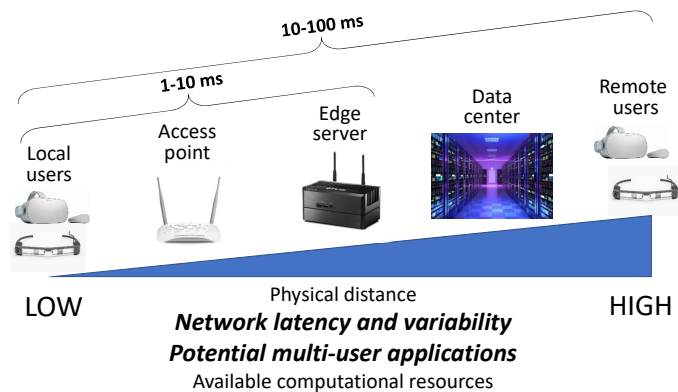 10-100 ms
1-10 ms
Local
users
Access
point
Edge
server
Data
center
Remote
users
LOW
HIGH
Physical distance
Network latency and variability
Potential multi-user applications
Available computational resources